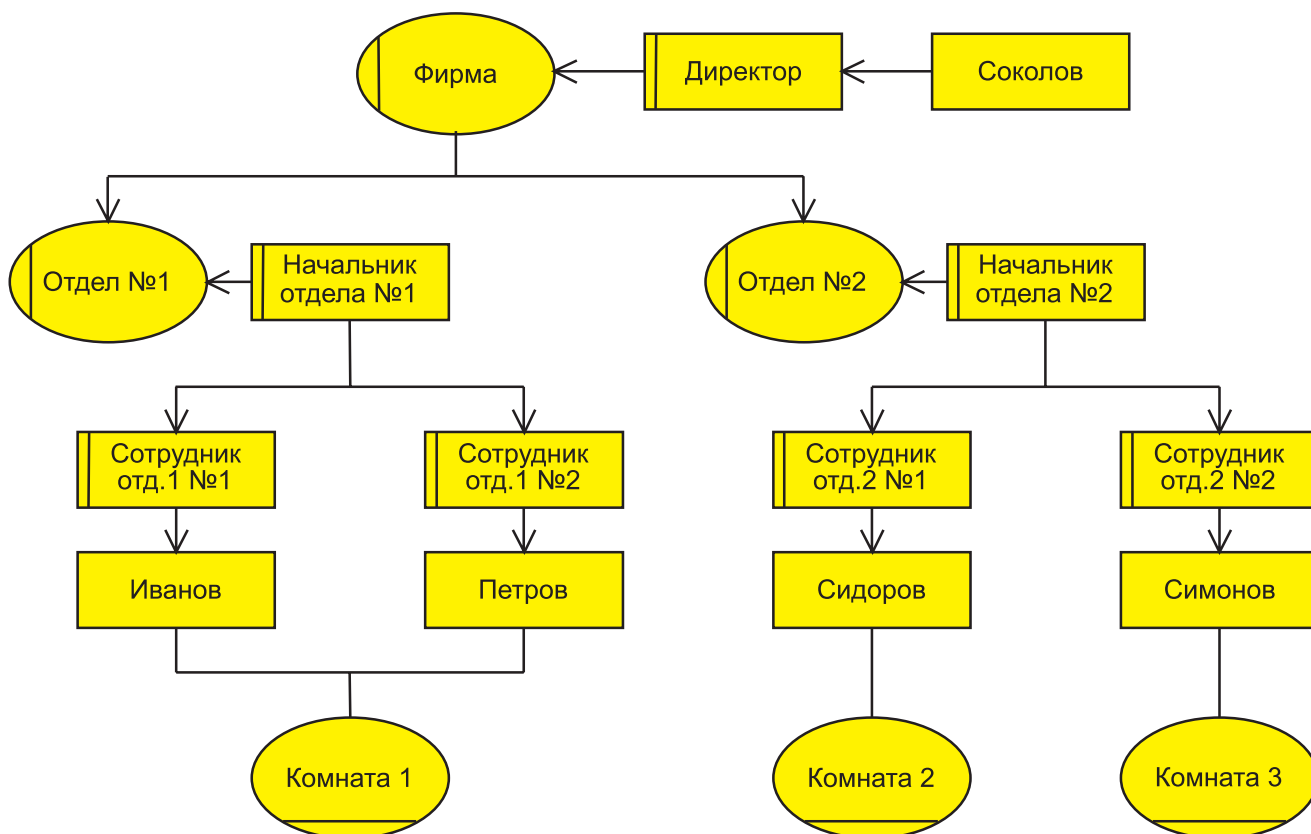 Фирма
Директор
Соколов
Отдел №1
Начальник
отдела №1
Отдел №2
Начальник
отдела №2
Сотрудник
отд.1 №1
Сотрудник
отд.1 №2
Сотрудник
отд.2 №1
Сотрудник
отд.2 №2
Иванов
Петров
Сидоров
Симонов
Комната 1
Комната 2
Комната 3